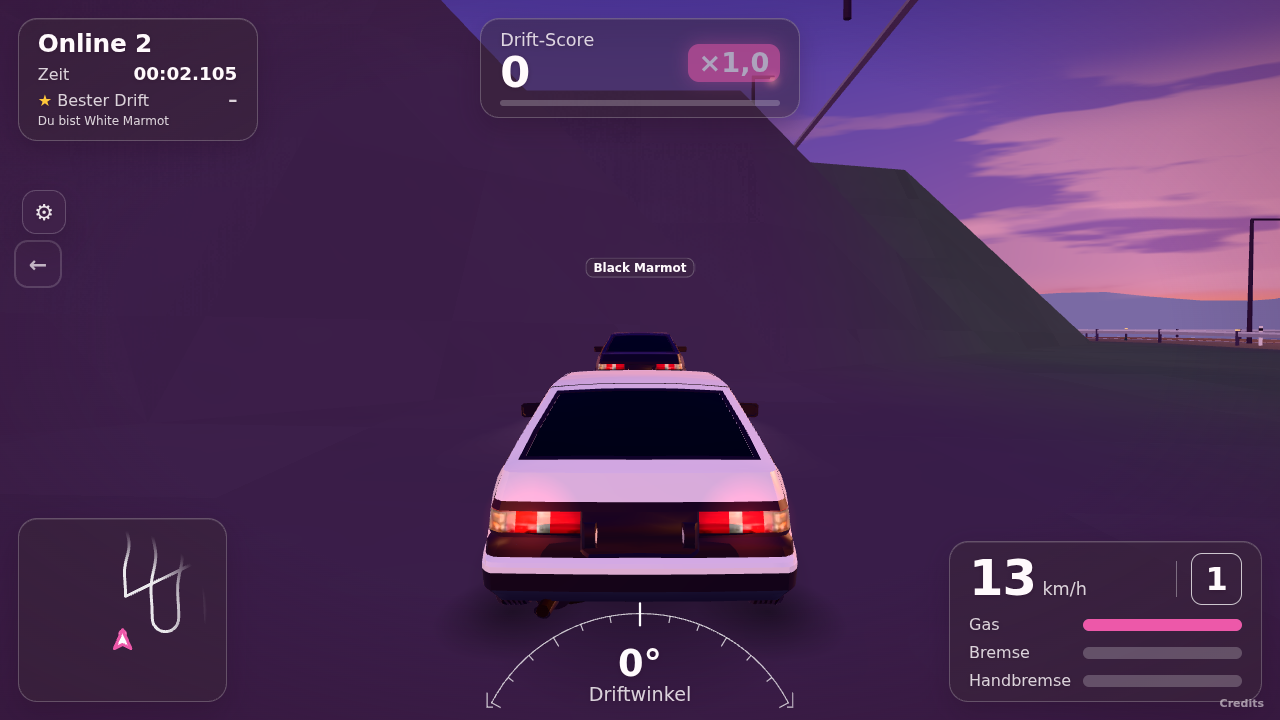 Online 2
Zeit 00:02.105
★ Bester Drift –
Du bist White Marmot
Drift-Score
0
×1,0
⚙
←
Black Marmot
0°
Driftwinkel
13 km/h
1
Gas
Bremse
Handbremse
Credits